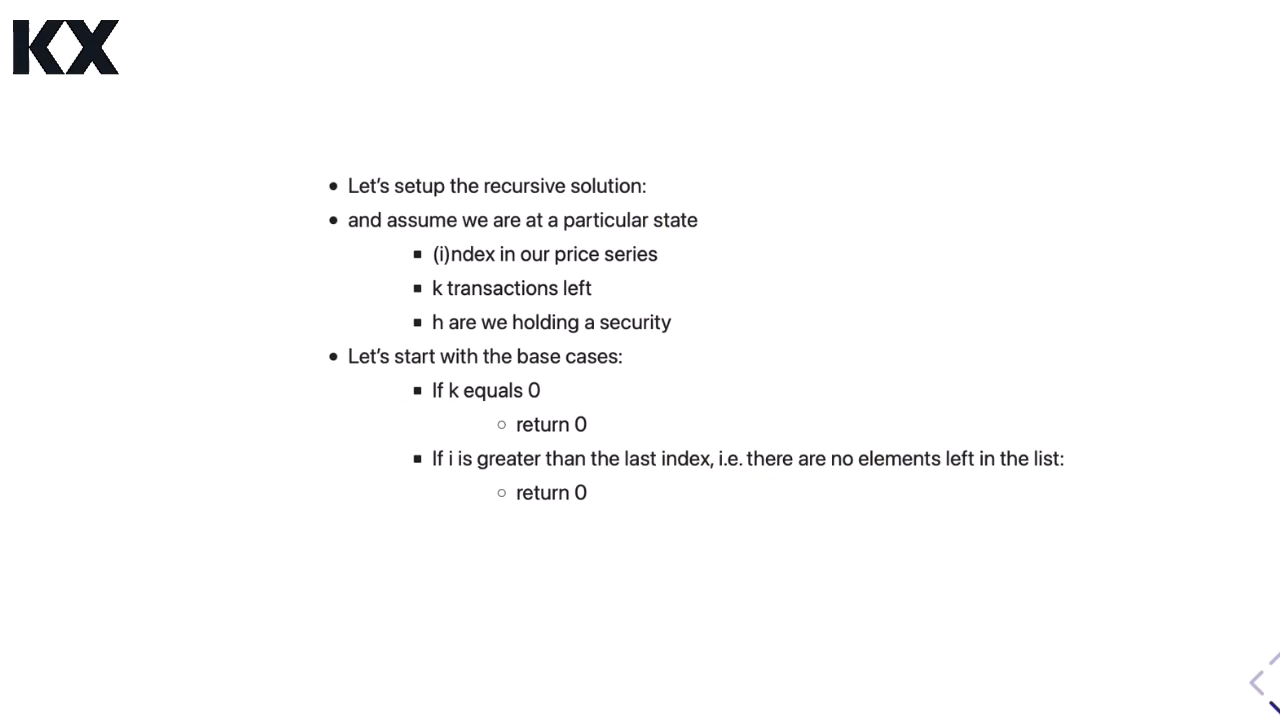 KX
Let's setup the recursive solution:
and assume we are at a particular state
(i)ndex in our price series
k transactions left
h are we holding a security
Let's start with the base cases:
If k equals 0
return 0
If i is greater than the last index, i.e. there are no elements left in the list:
return 0